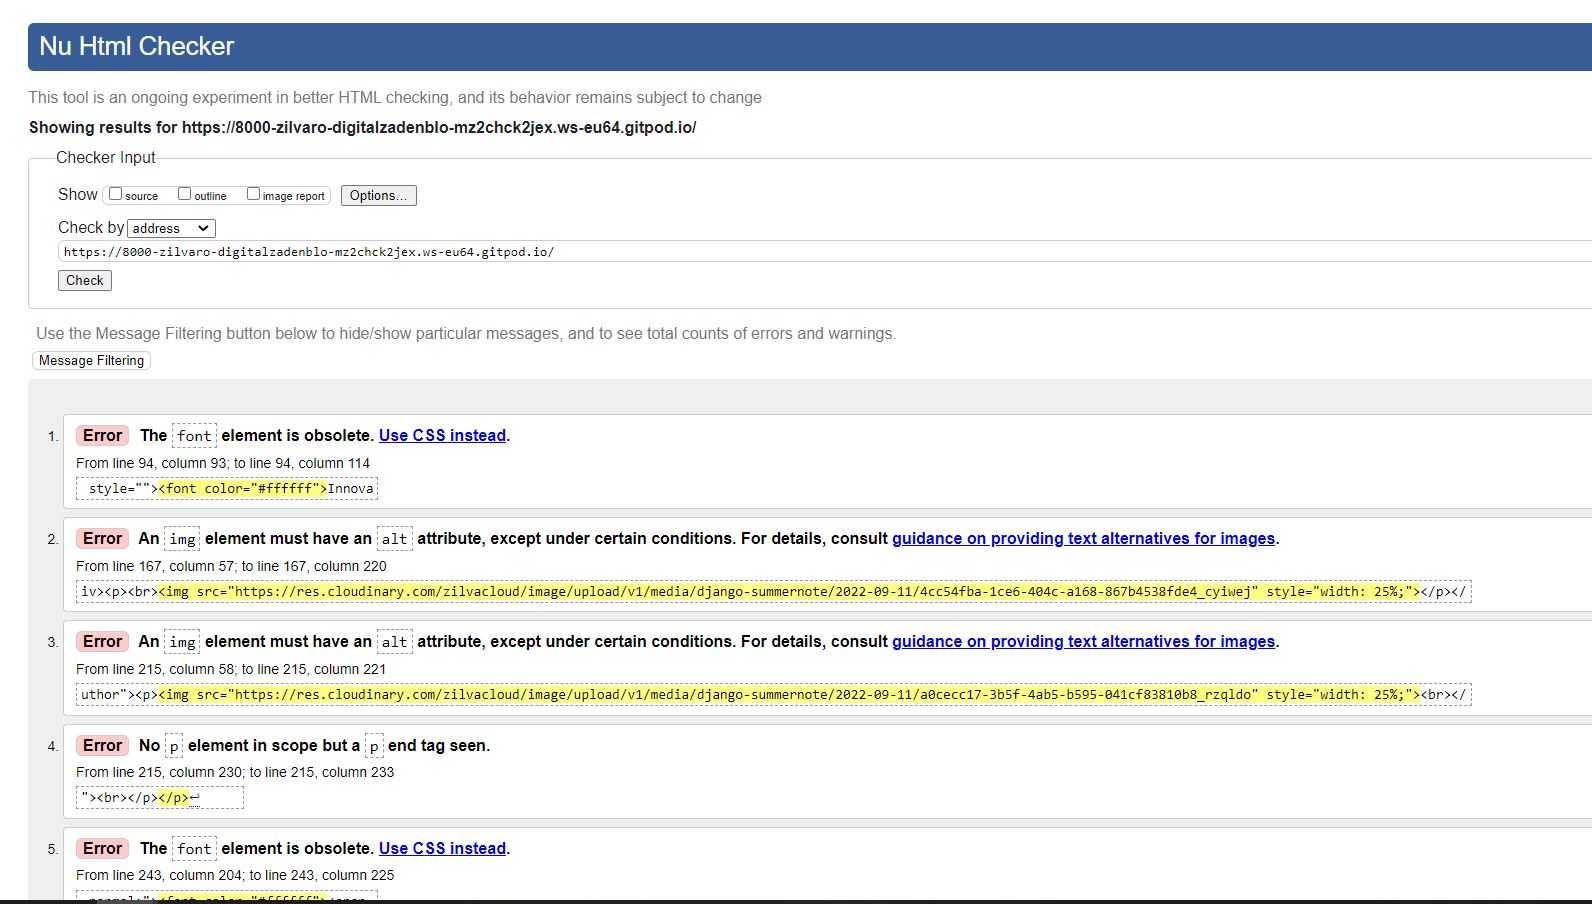 Nu Html Checker
This tool is an ongoing experiment in better HTML checking, and its behavior remains subject to change
Showing results for https://8000-zilvaro-digitalzadenblo-mz2chck2jex.ws-eu64.gitpod.io/
Checker Input
Show source outline image report Options...
Check by address
https://8000-zilvaro-digitalzadenblo-mz2chck2jex.ws-eu64.gitpod.io/
Check
Use the Message Filtering button below to hide/show particular messages, and to see total counts of errors and warnings.
Message Filtering
1. Error The font element is obsolete. Use CSS instead.
From line 94, column 93; to line 94, column 114
style=""><font color="#ffffff">Innova
2. Error An img element must have an alt attribute, except under certain conditions. For details, consult guidance on providing text alternatives for images.
From line 167, column 57; to line 167, column 220
iv><p><br><img src="https://res.cloudinary.com/zilvacloud/image/upload/v1/media/django-summernote/2022-09-11/4cc54fba-1ce6-404c-a168-867b4538fde4_cyiwej" style="width: 25%;"></p></
3. Error An img element must have an alt attribute, except under certain conditions. For details, consult guidance on providing text alternatives for images.
From line 215, column 58; to line 215, column 221
uthor"><p><img src="https://res.cloudinary.com/zilvacloud/image/upload/v1/media/django-summernote/2022-09-11/a0cecc17-3b5f-4ab5-b595-041cf83810b8_rzqldo" style="width: 25%;"><br></
4. Error No p element in scope but a p end tag seen.
From line 215, column 230; to line 215, column 233
"><br></p></p>↩
5. Error The font element is obsolete. Use CSS instead.
From line 243, column 204; to line 243, column 225
<font color="#ffffff"><span